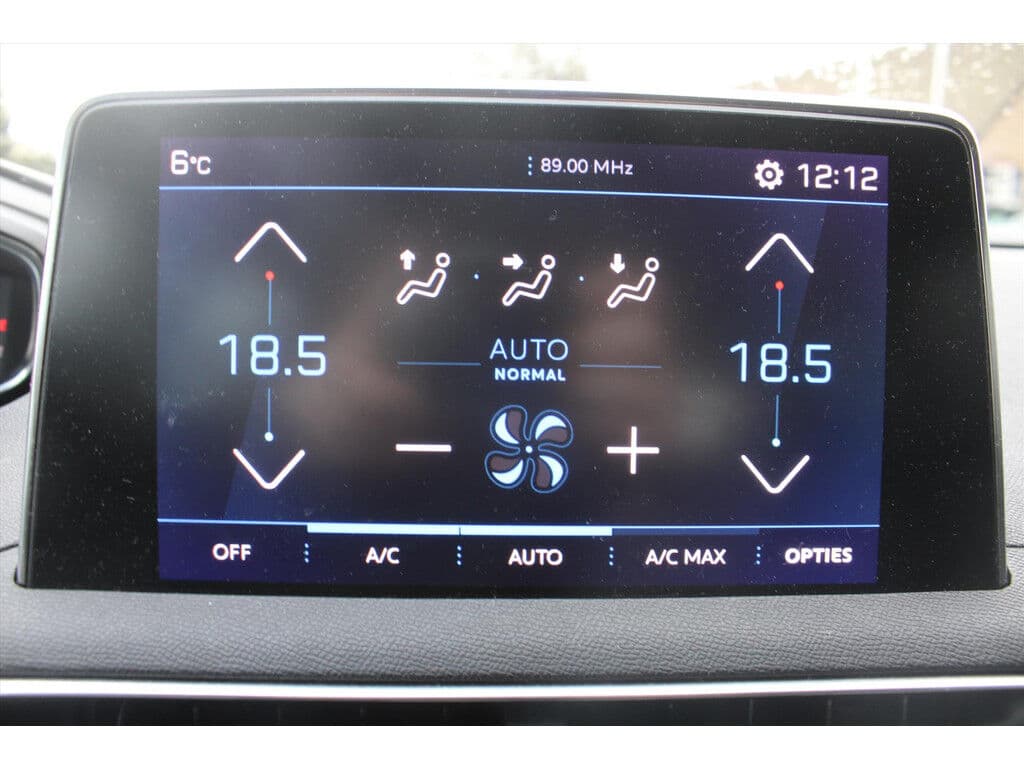 6°C 89.00 MHz 12:12
18.5 18.5
AUTO
NORMAL
OFF A/C AUTO A/C MAX OPTIES